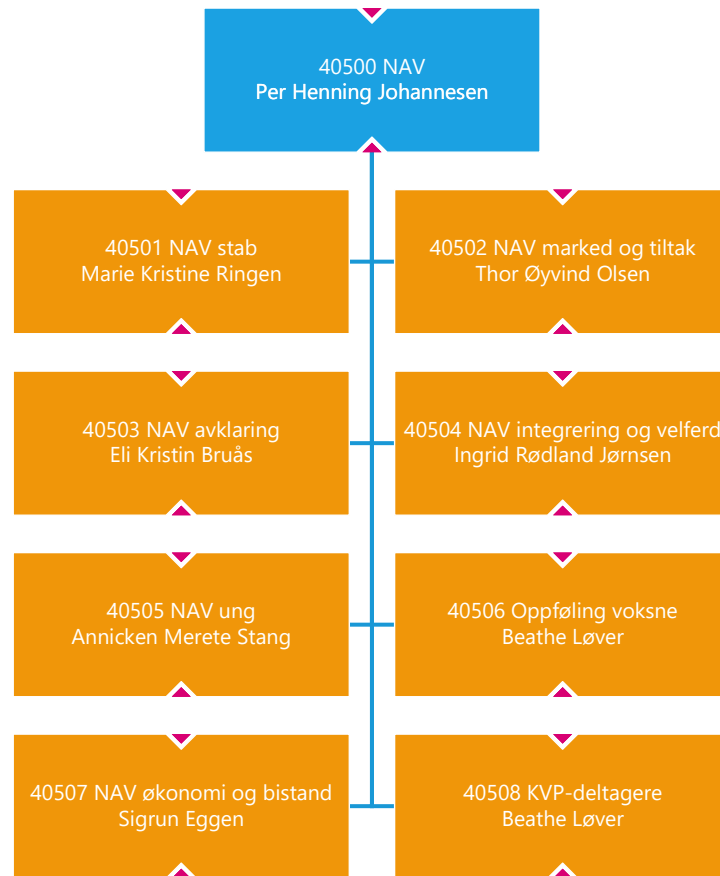 40500 NAV
Per Henning Johannesen
40501 NAV stab
Marie Kristine Ringen
40502 NAV marked og tiltak
Thor Øyvind Olsen
40503 NAV avklaring
Eli Kristin Bruås
40504 NAV integrering og velferd
Ingrid Rødland Jørnsen
40505 NAV ung
Annicken Merete Stang
40506 Oppføling voksne
Beathe Løver
40507 NAV økonomi og bistand
Sigrun Eggen
40508 KVP-deltagere
Beathe Løver